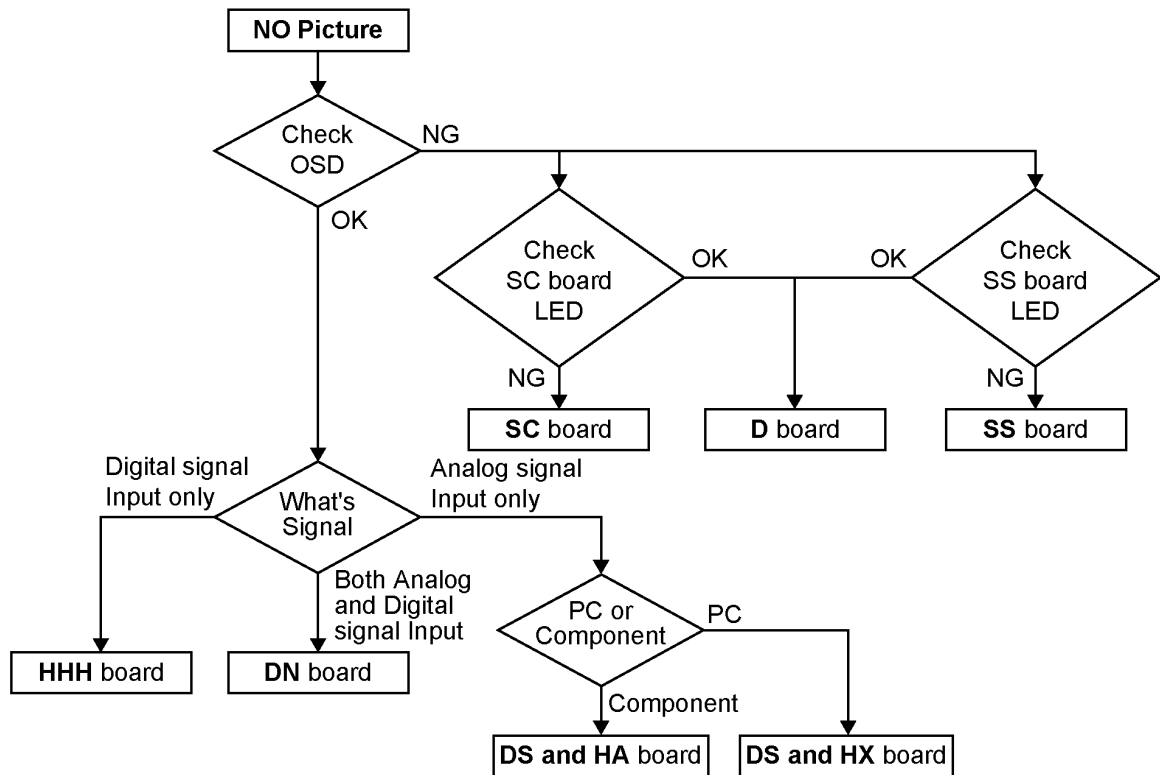 NO Picture
Check
OSD
NG
OK
Check
SC board
LED
OK
OK
Check
SS board
LED
NG
NG
SC board
D board
SS board
Digital signal
Input only
What's
Signal
Analog signal
Input only
Both Analog
and Digital
signal Input
PC or
Component
PC
HHH board
DN board
Component
DS and HA board
DS and HX board